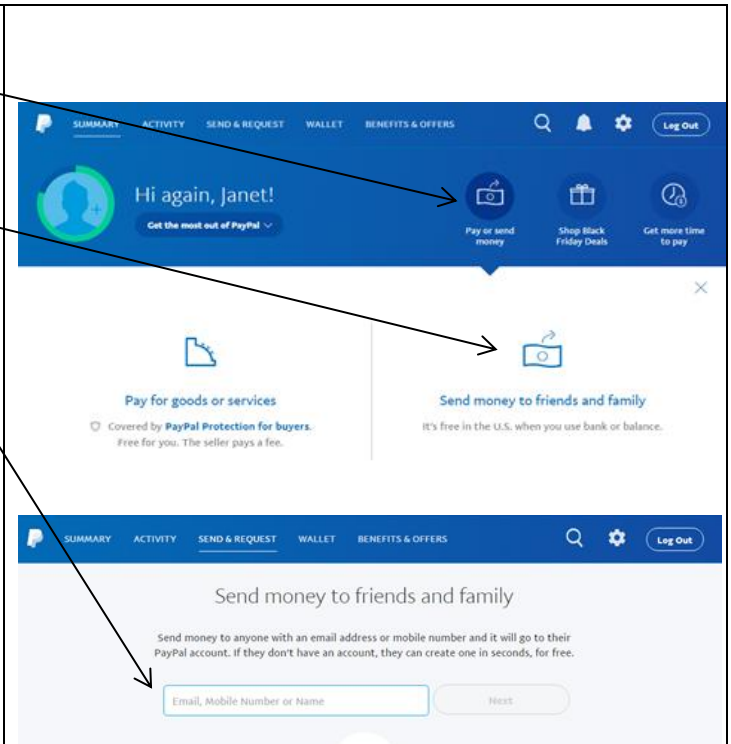 SUMMARY ACTIVITY SEND & REQUEST WALLET BENEFITS & OFFERS Log Out
Hi again, Janet!
Get the most out of PayPal
Pay or send
money
Shop Black
Friday Deals
Get more time
to pay
Pay for goods or services
Covered by PayPal Protection for buyers.
Free for you. The seller pays a fee.
Send money to friends and family
It's free in the U.S. when you use bank or balance.
SUMMARY ACTIVITY SEND & REQUEST WALLET BENEFITS & OFFERS Log Out
Send money to friends and family
Send money to anyone with an email address or mobile number and it will go to their
PayPal account. If they don't have an account, they can create one in seconds, for free.
Email, Mobile Number or Name
Next